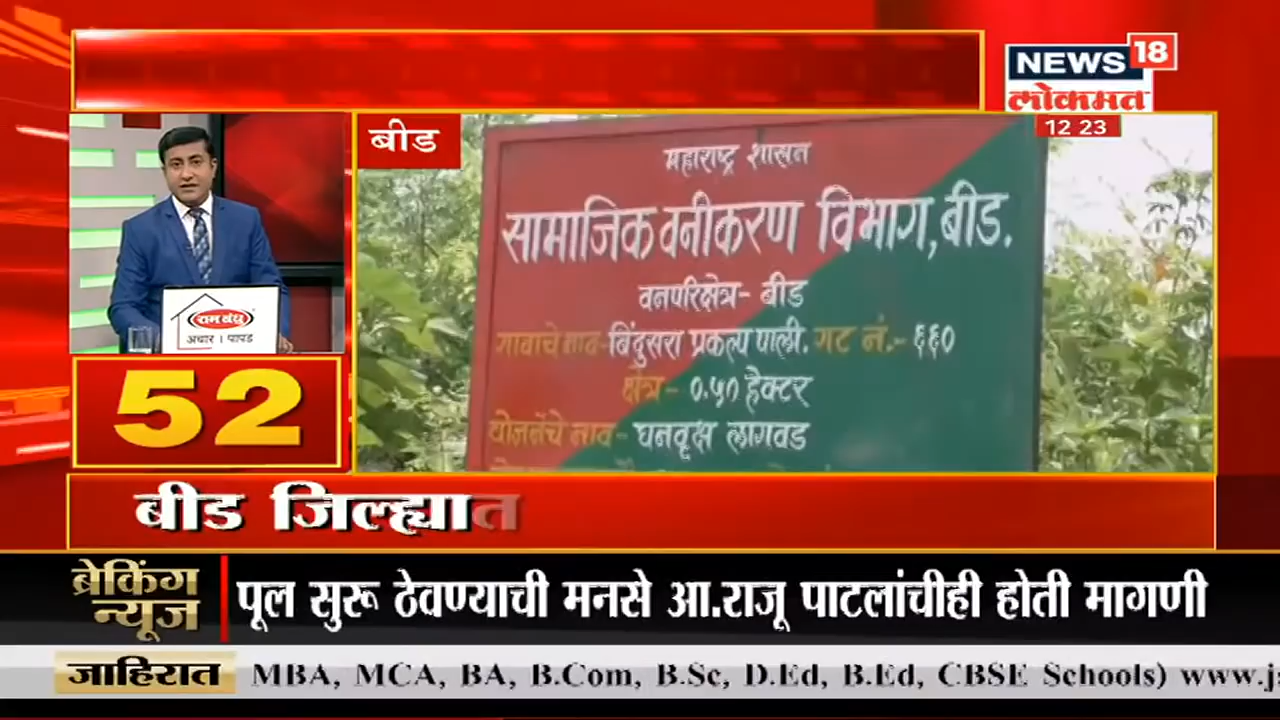 NEWS 18
लोकमत
12 23
बीड
महाराष्ट्र शासन
सामाजिक वनीकरण विभाग, बीड.
वनपरिक्षेत्र- बीड
गावाचे नाव- बिंदुसरा प्रकल्प पाली. गट नं.- ६६०
क्षेत्र- ०.५० हेक्टर
योजनेंचे नाव- घनवृक्ष लागवड
राम बंधु
अचार । पापड
52
बीड जिल्ह्यात
ब्रेकिंग न्यूज
पूल सुरू ठेवण्याची मनसे आ.राजू पाटलांचीही होती मागणी
जाहिरात
MBA, MCA, BA, B.Com, B.Sc, D.Ed, B.Ed, CBSE Schools) www.js